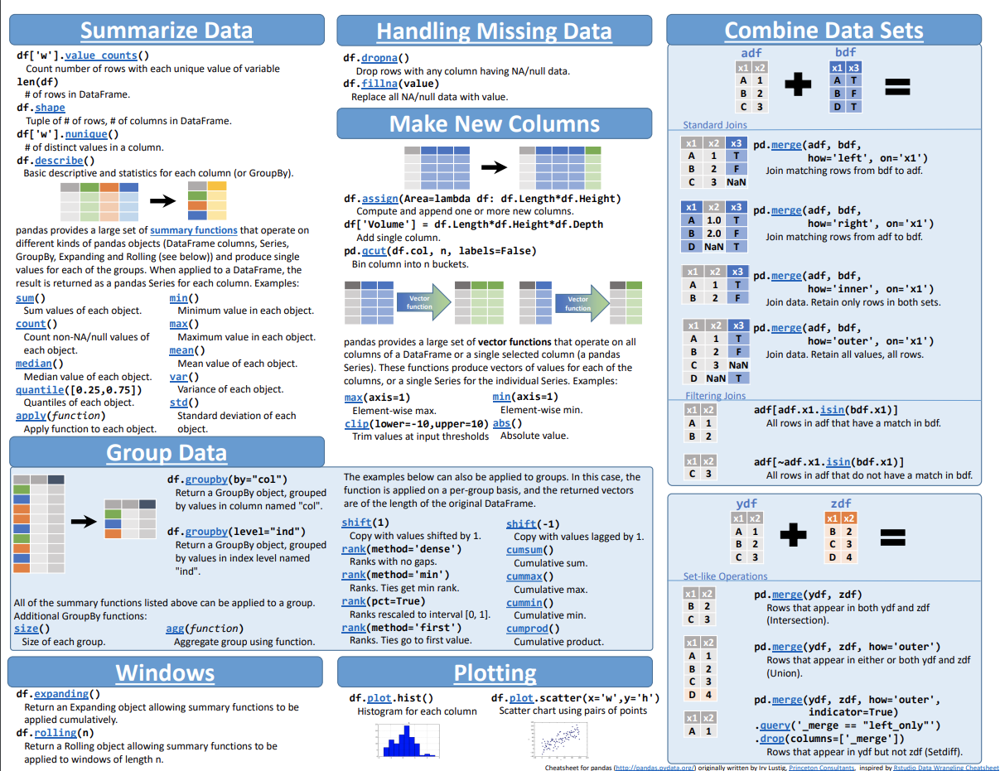 Summarize Data
df['w'].value_counts()
Count number of rows with each unique value of variable
len(df)
# of rows in DataFrame.
df.shape
Tuple of # of rows, # of columns in DataFrame.
df['w'].nunique()
# of distinct values in a column.
df.describe()
Basic descriptive and statistics for each column (or GroupBy).
pandas provides a large set of summary functions that operate on
different kinds of pandas objects (DataFrame columns, Series,
GroupBy, Expanding and Rolling (see below)) and produce single
values for each of the groups. When applied to a DataFrame, the
result is returned as a pandas Series for each column. Examples:
sum()
Sum values of each object.
count()
Count non-NA/null values of
each object.
median()
Median value of each object.
quantile([0.25,0.75])
Quantiles of each object.
apply(function)
Apply function to each object.
min()
Minimum value in each object.
max()
Maximum value in each object.
mean()
Mean value of each object.
var()
Variance of each object.
std()
Standard deviation of each
object.
Handling Missing Data
df.dropna()
Drop rows with any column having NA/null data.
df.fillna(value)
Replace all NA/null data with value.
Make New Columns
df.assign(Area=lambda df: df.Length*df.Height)
Compute and append one or more new columns.
df['Volume'] = df.Length*df.Height*df.Depth
Add single column.
pd.qcut(df.col, n, labels=False)
Bin column into n buckets.
Vector
function
Vector
function
pandas provides a large set of vector functions that operate on all
columns of a DataFrame or a single selected column (a pandas
Series). These functions produce vectors of values for each of the
columns, or a single Series for the individual Series. Examples:
max(axis=1)
Element-wise max.
clip(lower=-10,upper=10)
Trim values at input thresholds
min(axis=1)
Element-wise min.
abs()
Absolute value.
Group Data
df.groupby(by="col")
Return a GroupBy object, grouped
by values in column named "col".
df.groupby(level="ind")
Return a GroupBy object, grouped
by values in index level named
"ind".
All of the summary functions listed above can be applied to a group.
Additional GroupBy functions:
size()
Size of each group.
agg(function)
Aggregate group using function.
The examples below can also be applied to groups. In this case, the
function is applied on a per-group basis, and the returned vectors
are of the length of the original DataFrame.
shift(1)
Copy with values shifted by 1.
rank(method='dense')
Ranks with no gaps.
rank(method='min')
Ranks. Ties get min rank.
rank(pct=True)
Ranks rescaled to interval [0, 1].
rank(method='first')
Ranks. Ties go to first value.
shift(-1)
Copy with values lagged by 1.
cumsum()
Cumulative sum.
cummax()
Cumulative max.
cummin()
Cumulative min.
cumprod()
Cumulative product.
Windows
df.expanding()
Return an Expanding object allowing summary functions to be
applied cumulatively.
df.rolling(n)
Return a Rolling object allowing summary functions to be
applied to windows of length n.
Plotting
df.plot.hist()
Histogram for each column
df.plot.scatter(x='w',y='h')
Scatter chart using pairs of points
Combine Data Sets
adf
x1 x2
A 1
B 2
C 3
bdf
x1 x3
A T
B F
D T
Standard Joins
x1 x2 x3
A 1 T
B 2 F
C 3 NaN
pd.merge(adf, bdf,
how='left', on='x1')
Join matching rows from bdf to adf.
x1 x2 x3
A 1.0 T
B 2.0 F
D NaN T
pd.merge(adf, bdf,
how='right', on='x1')
Join matching rows from adf to bdf.
x1 x2 x3
A 1 T
B 2 F
pd.merge(adf, bdf,
how='inner', on='x1')
Join data. Retain only rows in both sets.
x1 x2 x3
A 1 T
B 2 F
C 3 NaN
D NaN T
pd.merge(adf, bdf,
how='outer', on='x1')
Join data. Retain all values, all rows.
Filtering Joins
x1 x2
A 1
B 2
adf[adf.x1.isin(bdf.x1)]
All rows in adf that have a match in bdf.
x1 x2
C 3
adf[~adf.x1.isin(bdf.x1)]
All rows in adf that do not have a match in bdf.
ydf
x1 x2
A 1
B 2
C 3
zdf
x1 x2
B 2
C 3
D 4
Set-like Operations
x1 x2
B 2
C 3
pd.merge(ydf, zdf)
Rows that appear in both ydf and zdf
(Intersection).
x1 x2
A 1
B 2
C 3
D 4
pd.merge(ydf, zdf, how='outer')
Rows that appear in either or both ydf and zdf
(Union).
x1 x2
A 1
pd.merge(ydf, zdf, how='outer',
indicator=True)
.query('_merge == "left_only"')
.drop(columns=['_merge'])
Rows that appear in ydf but not zdf (Setdiff).
Cheatsheet for pandas (http://pandas.pydata.org/) originally written by Irv Lustig, Princeton Consultants, inspired by Rstudio Data Wrangling Cheatsheet